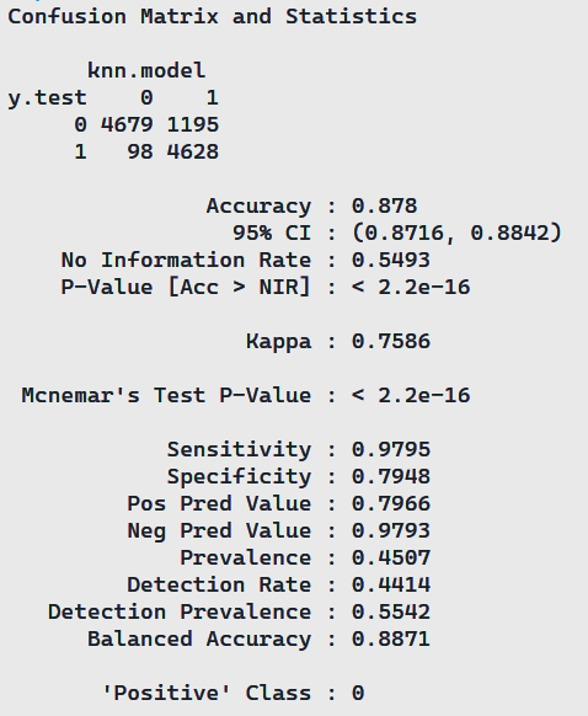 Confusion Matrix and Statistics
knn.model
y.test 0 1
0 4679 1195
1 98 4628
Accuracy : 0.878
95% CI : (0.8716, 0.8842)
No Information Rate : 0.5493
P-Value [Acc > NIR] : < 2.2e-16
Kappa : 0.7586
Mcnemar's Test P-Value : < 2.2e-16
Sensitivity : 0.9795
Specificity : 0.7948
Pos Pred Value : 0.7966
Neg Pred Value : 0.9793
Prevalence : 0.4507
Detection Rate : 0.4414
Detection Prevalence : 0.5542
Balanced Accuracy : 0.8871
'Positive' Class : 0